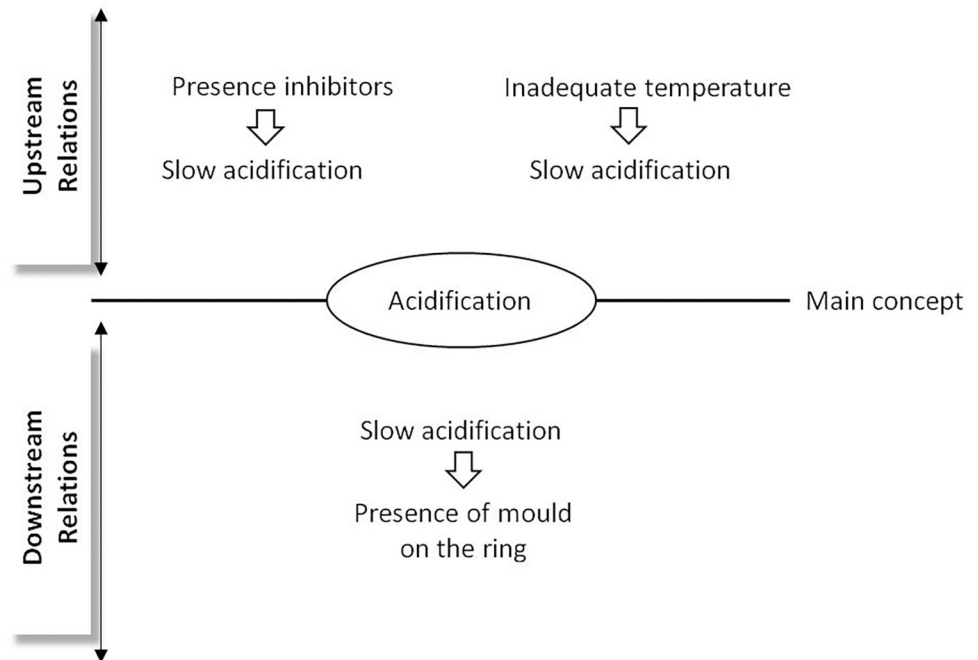 Upstream
Relations
Presence inhibitors
Slow acidification
Inadequate temperature
Slow acidification
Acidification
Main concept
Downstream
Relations
Slow acidification
Presence of mould
on the ring